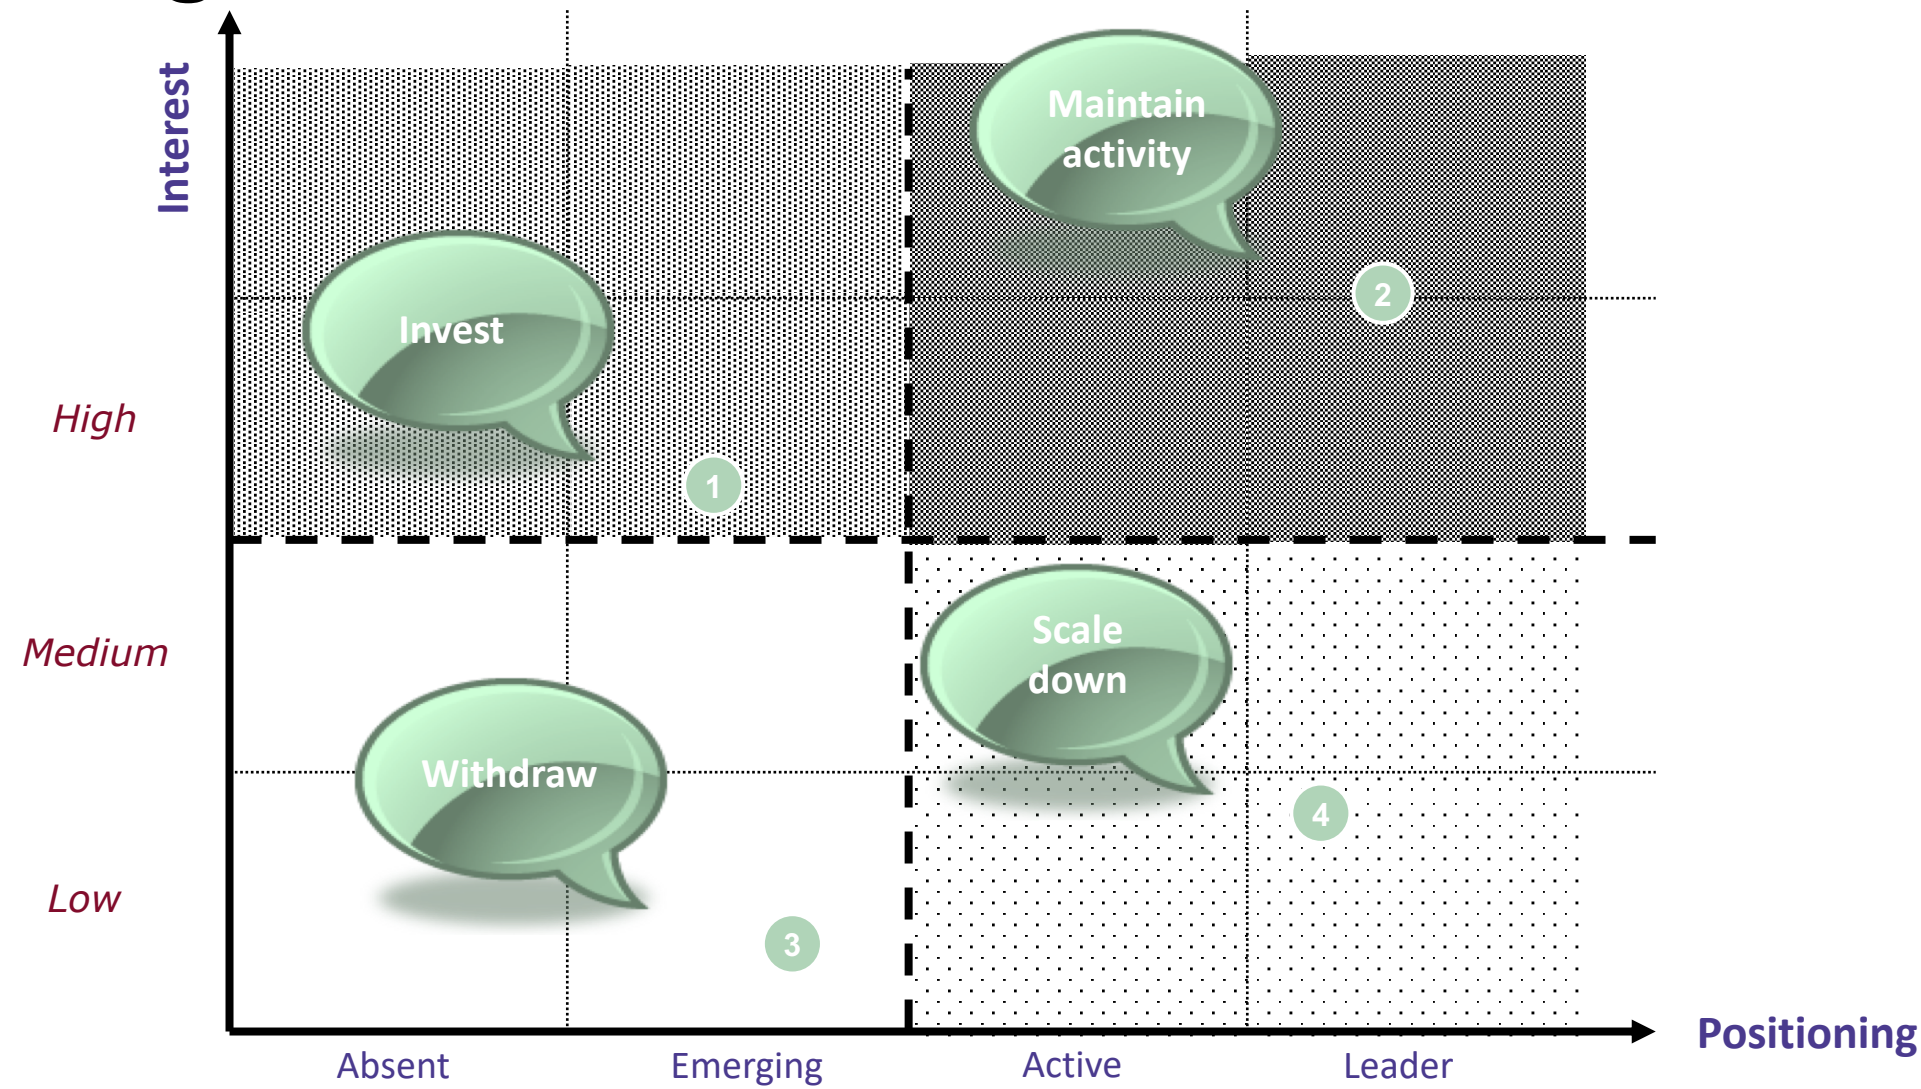 Interest
Maintain
activity
Invest
2
High
1
Medium
Scale
down
Withdraw
4
Low
3
Positioning
Absent
Emerging
Active
Leader